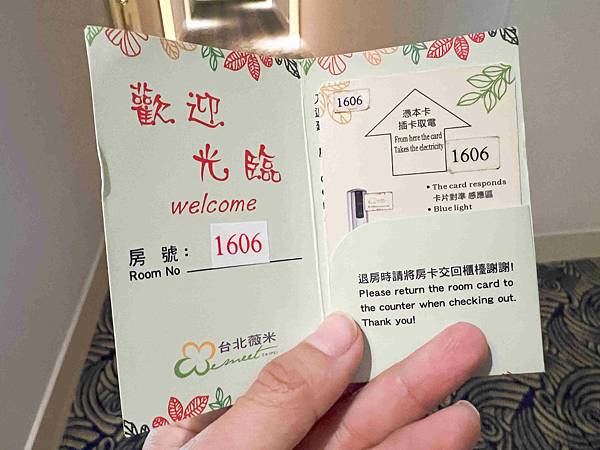 歡迎
光臨
welcome
房 號：
Room No
1606
台北薇米
Wemeet TAIPEI
1606
憑本卡
插卡取電
From here the card
Takes the electricity
1606
• The card responds
卡片對準 感應區
• Blue light
退房時請將房卡交回櫃檯謝謝!
Please return the room card to
the counter when checking out.
Thank you!